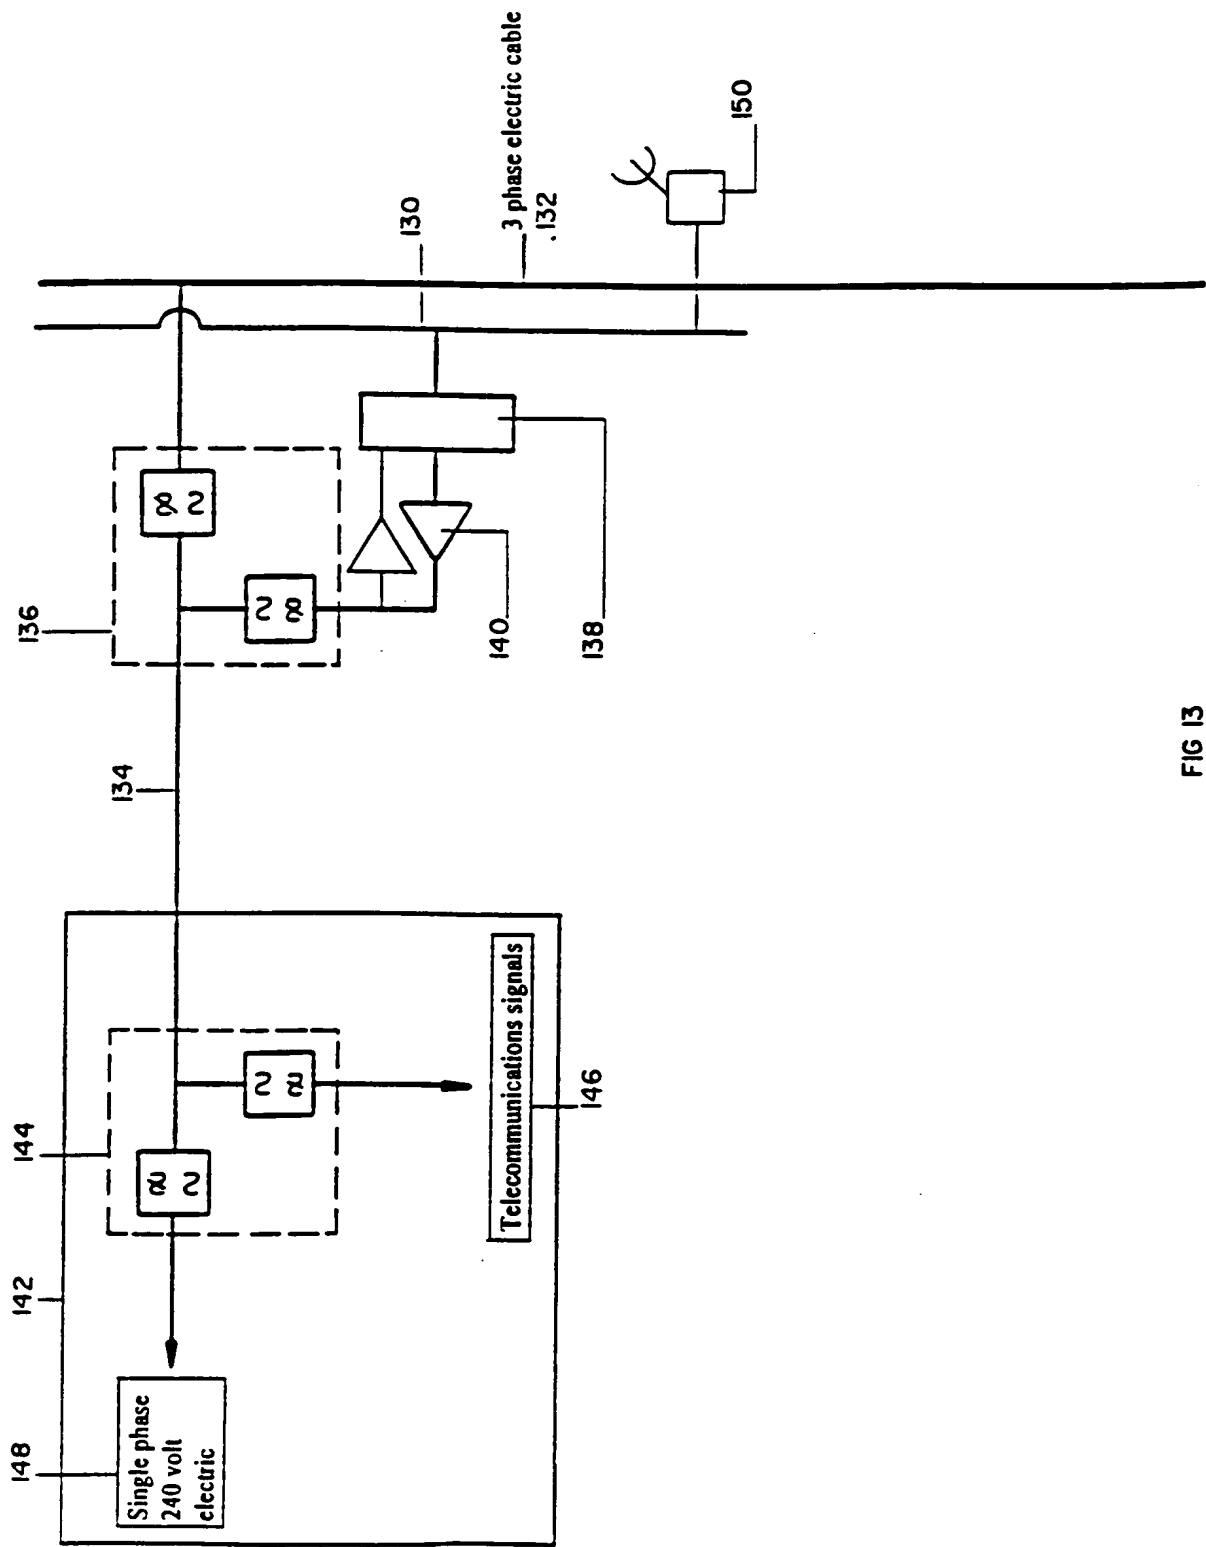 148
Single phase
240 volt
electric
142
144
146
Telecommunications signals
134
136
140
138
130
3 phase electric cable
.132
150
FIG 13